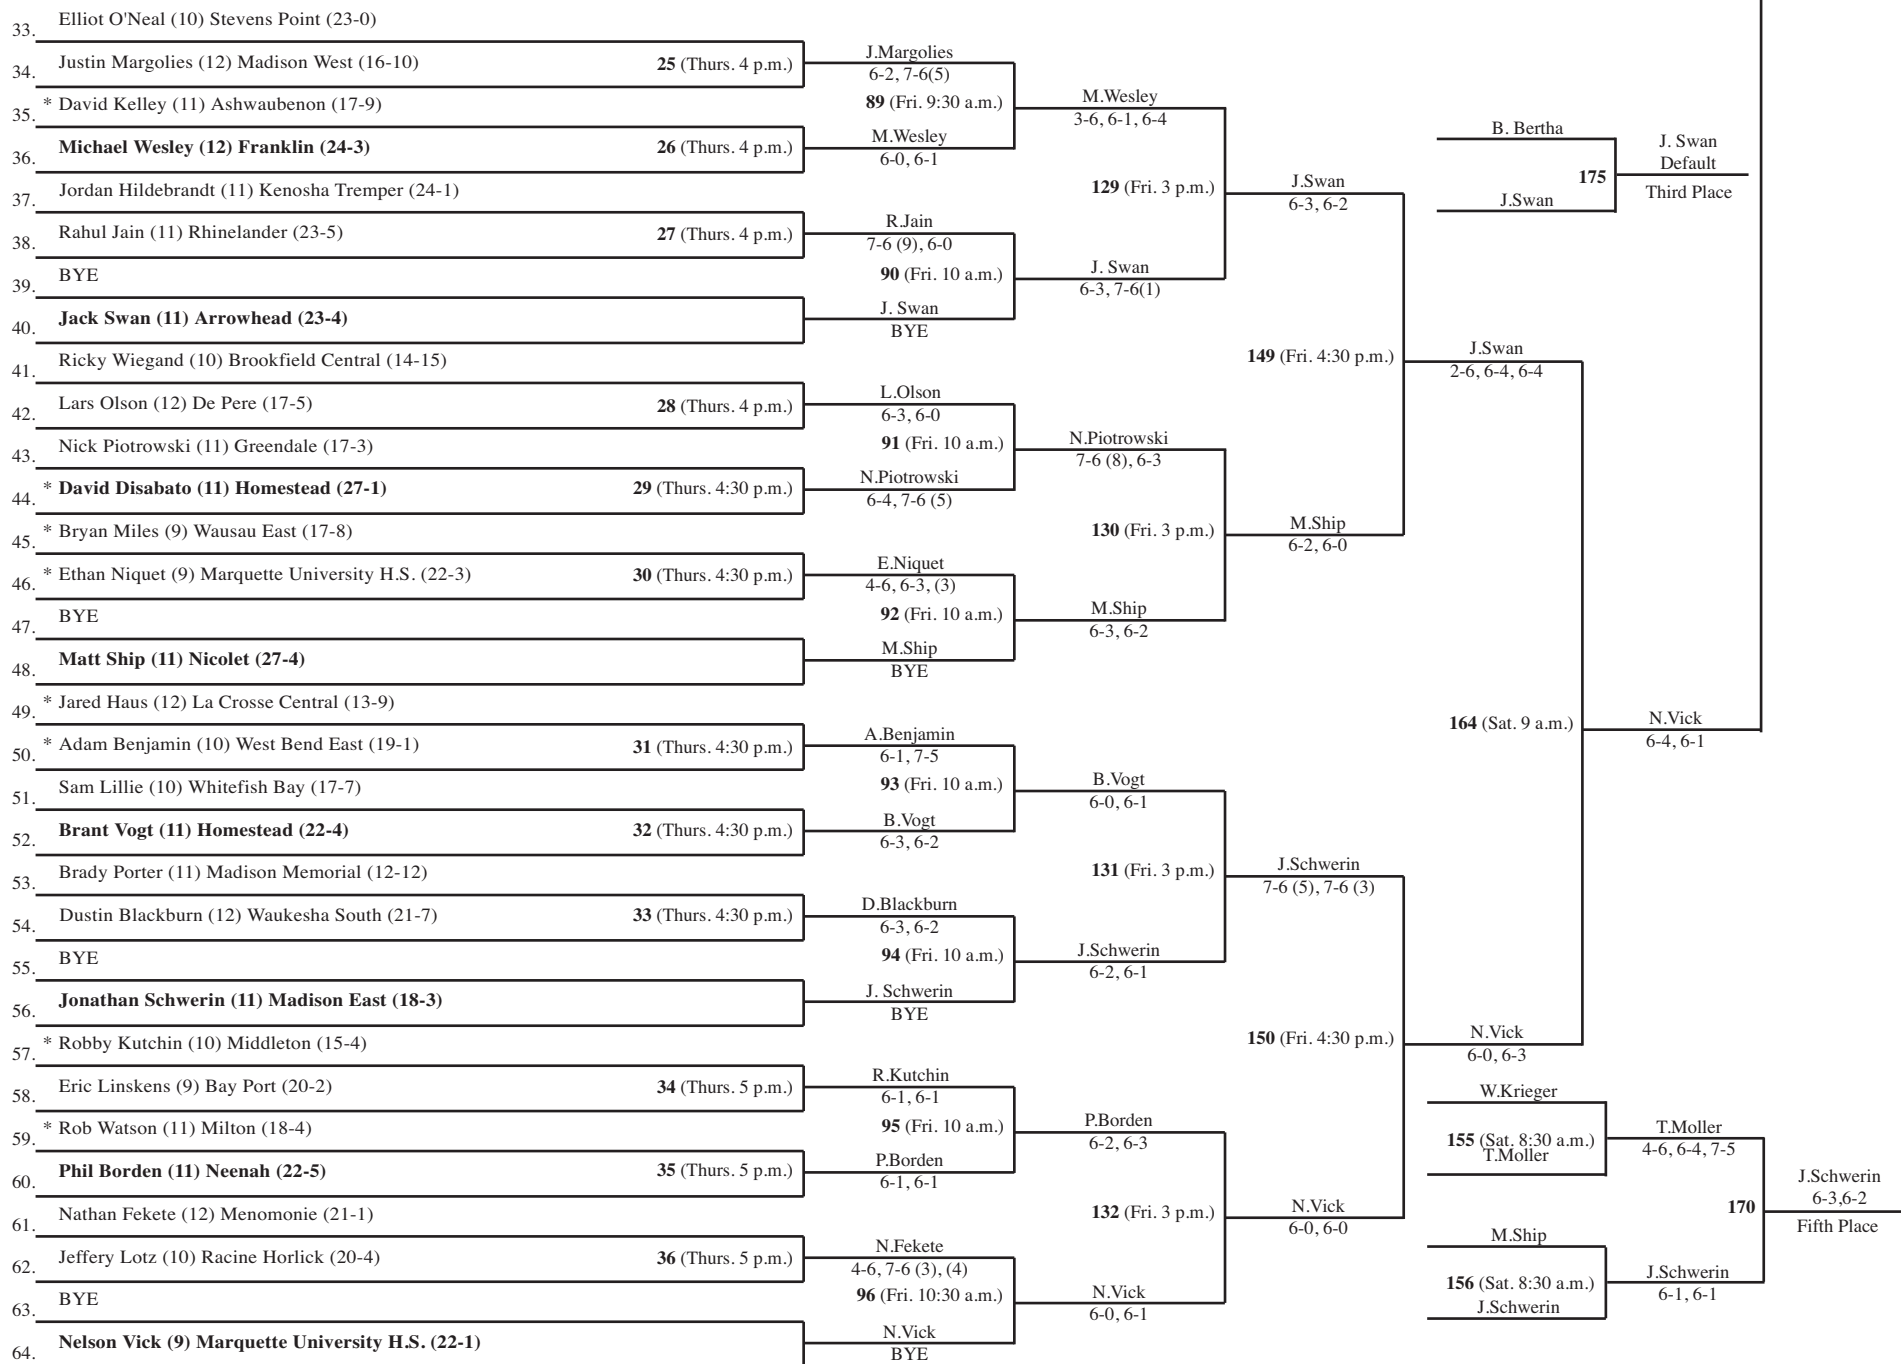 33. Elliot O'Neal (10) Stevens Point (23-0)
34. Justin Margolies (12) Madison West (16-10) 25 (Thurs. 4 p.m.)
35. * David Kelley (11) Ashwaubenon (17-9)
36. Michael Wesley (12) Franklin (24-3) 26 (Thurs. 4 p.m.)
37. Jordan Hildebrandt (11) Kenosha Tremper (24-1)
38. Rahul Jain (11) Rhinelander (23-5) 27 (Thurs. 4 p.m.)
39. BYE
40. Jack Swan (11) Arrowhead (23-4)
41. Ricky Wiegand (10) Brookfield Central (14-15)
42. Lars Olson (12) De Pere (17-5) 28 (Thurs. 4 p.m.)
43. Nick Piotrowski (11) Greendale (17-3)
44. * David Disabato (11) Homestead (27-1) 29 (Thurs. 4:30 p.m.)
45. * Bryan Miles (9) Wausau East (17-8)
46. * Ethan Niquet (9) Marquette University H.S. (22-3) 30 (Thurs. 4:30 p.m.)
47. BYE
48. Matt Ship (11) Nicolet (27-4)
49. * Jared Haus (12) La Crosse Central (13-9)
50. * Adam Benjamin (10) West Bend East (19-1) 31 (Thurs. 4:30 p.m.)
51. Sam Lillie (10) Whitefish Bay (17-7)
52. Brant Vogt (11) Homestead (22-4) 32 (Thurs. 4:30 p.m.)
53. Brady Porter (11) Madison Memorial (12-12)
54. Dustin Blackburn (12) Waukesha South (21-7) 33 (Thurs. 4:30 p.m.)
55. BYE
56. Jonathan Schwerin (11) Madison East (18-3)
57. * Robby Kutchin (10) Middleton (15-4)
58. Eric Linskens (9) Bay Port (20-2) 34 (Thurs. 5 p.m.)
59. * Rob Watson (11) Milton (18-4)
60. Phil Borden (11) Neenah (22-5) 35 (Thurs. 5 p.m.)
61. Nathan Fekete (12) Menomonie (21-1)
62. Jeffery Lotz (10) Racine Horlick (20-4) 36 (Thurs. 5 p.m.)
63. BYE
64. Nelson Vick (9) Marquette University H.S. (22-1)
J.Margolies
6-2, 7-6(5)
89 (Fri. 9:30 a.m.)
M.Wesley
6-0, 6-1
R.Jain
7-6 (9), 6-0
90 (Fri. 10 a.m.)
J. Swan
BYE
L.Olson
6-3, 6-0
91 (Fri. 10 a.m.)
N.Piotrowski
6-4, 7-6 (5)
E.Niquet
4-6, 6-3, (3)
92 (Fri. 10 a.m.)
M.Ship
BYE
A.Benjamin
6-1, 7-5
93 (Fri. 10 a.m.)
B.Vogt
6-3, 6-2
D.Blackburn
6-3, 6-2
94 (Fri. 10 a.m.)
J. Schwerin
BYE
R.Kutchin
6-1, 6-1
95 (Fri. 10 a.m.)
P.Borden
6-1, 6-1
N.Fekete
4-6, 7-6 (3), (4)
96 (Fri. 10:30 a.m.)
N.Vick
BYE
M.Wesley
3-6, 6-1, 6-4
129 (Fri. 3 p.m.)
J. Swan
6-3, 7-6(1)
N.Piotrowski
7-6 (8), 6-3
130 (Fri. 3 p.m.)
M.Ship
6-3, 6-2
B.Vogt
6-0, 6-1
131 (Fri. 3 p.m.)
J.Schwerin
6-2, 6-1
P.Borden
6-2, 6-3
132 (Fri. 3 p.m.)
N.Vick
6-0, 6-1
J.Swan
6-3, 6-2
149 (Fri. 4:30 p.m.)
M.Ship
6-2, 6-0
J.Schwerin
7-6 (5), 7-6 (3)
150 (Fri. 4:30 p.m.)
N.Vick
6-0, 6-0
J.Swan
2-6, 6-4, 6-4
164 (Sat. 9 a.m.)
N.Vick
6-0, 6-3
N.Vick
6-4, 6-1
B. Bertha
175
J.Swan
J. Swan
Default
Third Place
W.Krieger
155 (Sat. 8:30 a.m.)
T.Moller
T.Moller
4-6, 6-4, 7-5
170
M.Ship
156 (Sat. 8:30 a.m.)
J.Schwerin
J.Schwerin
6-1, 6-1
J.Schwerin
6-3,6-2
Fifth Place